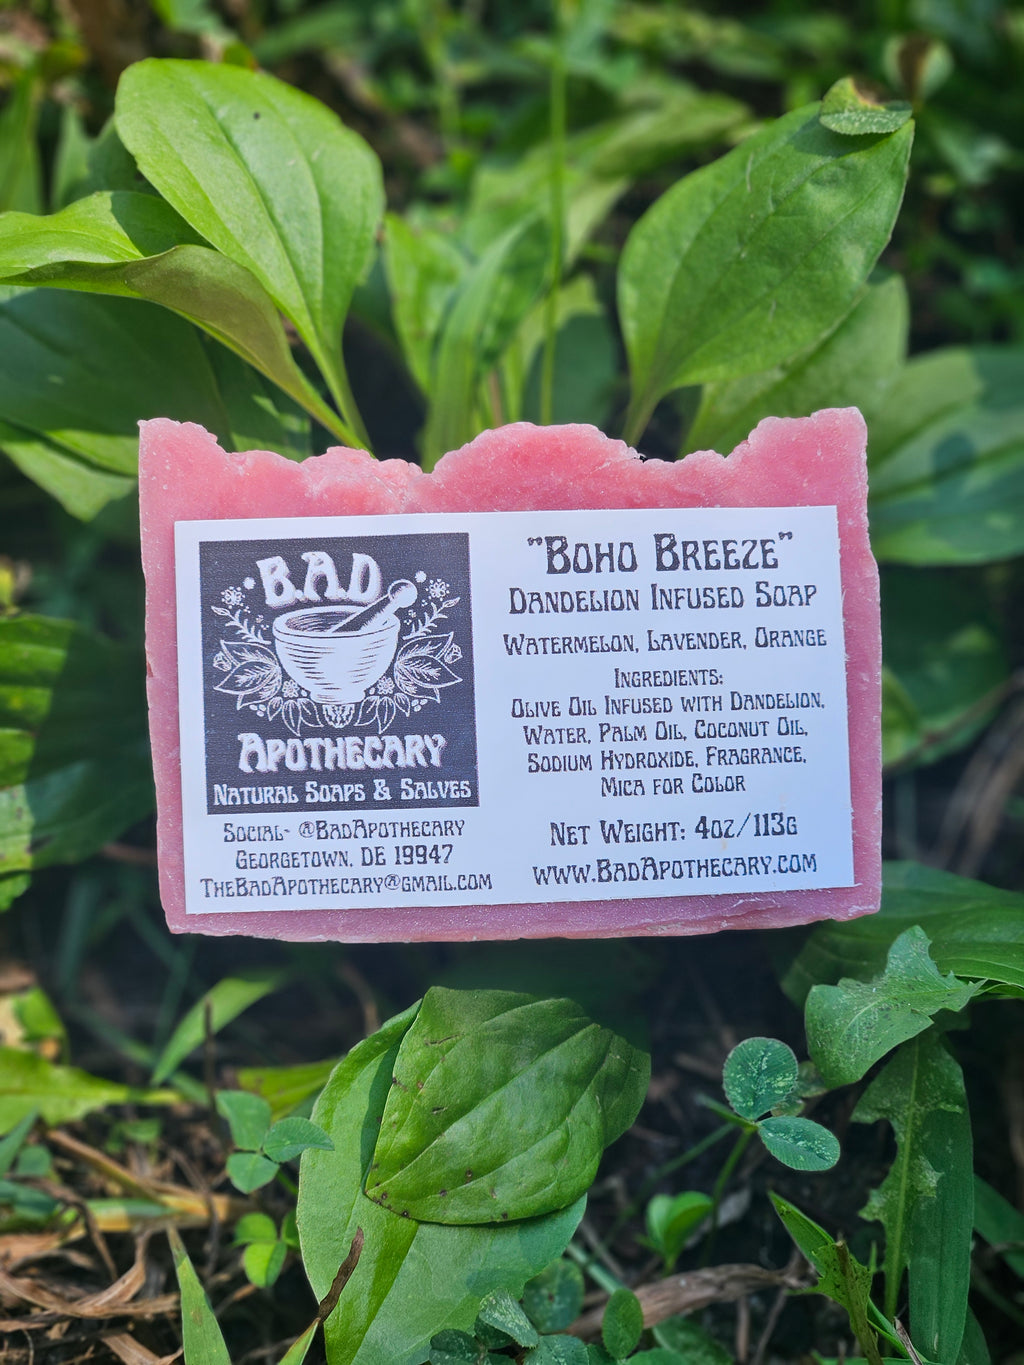 B.A.D
Apothecary
Natural Soaps & Salves
Social- @BadApothecary
Georgetown, DE 19947
TheBadApothecary@gmail.com
"Boho Breeze"
Dandelion Infused Soap
Watermelon, Lavender, Orange
Ingredients:
Olive Oil Infused with Dandelion,
Water, Palm Oil, Coconut Oil,
Sodium Hydroxide, Fragrance,
Mica for Color
Net Weight: 4oz/113g
www.BadApothecary.com